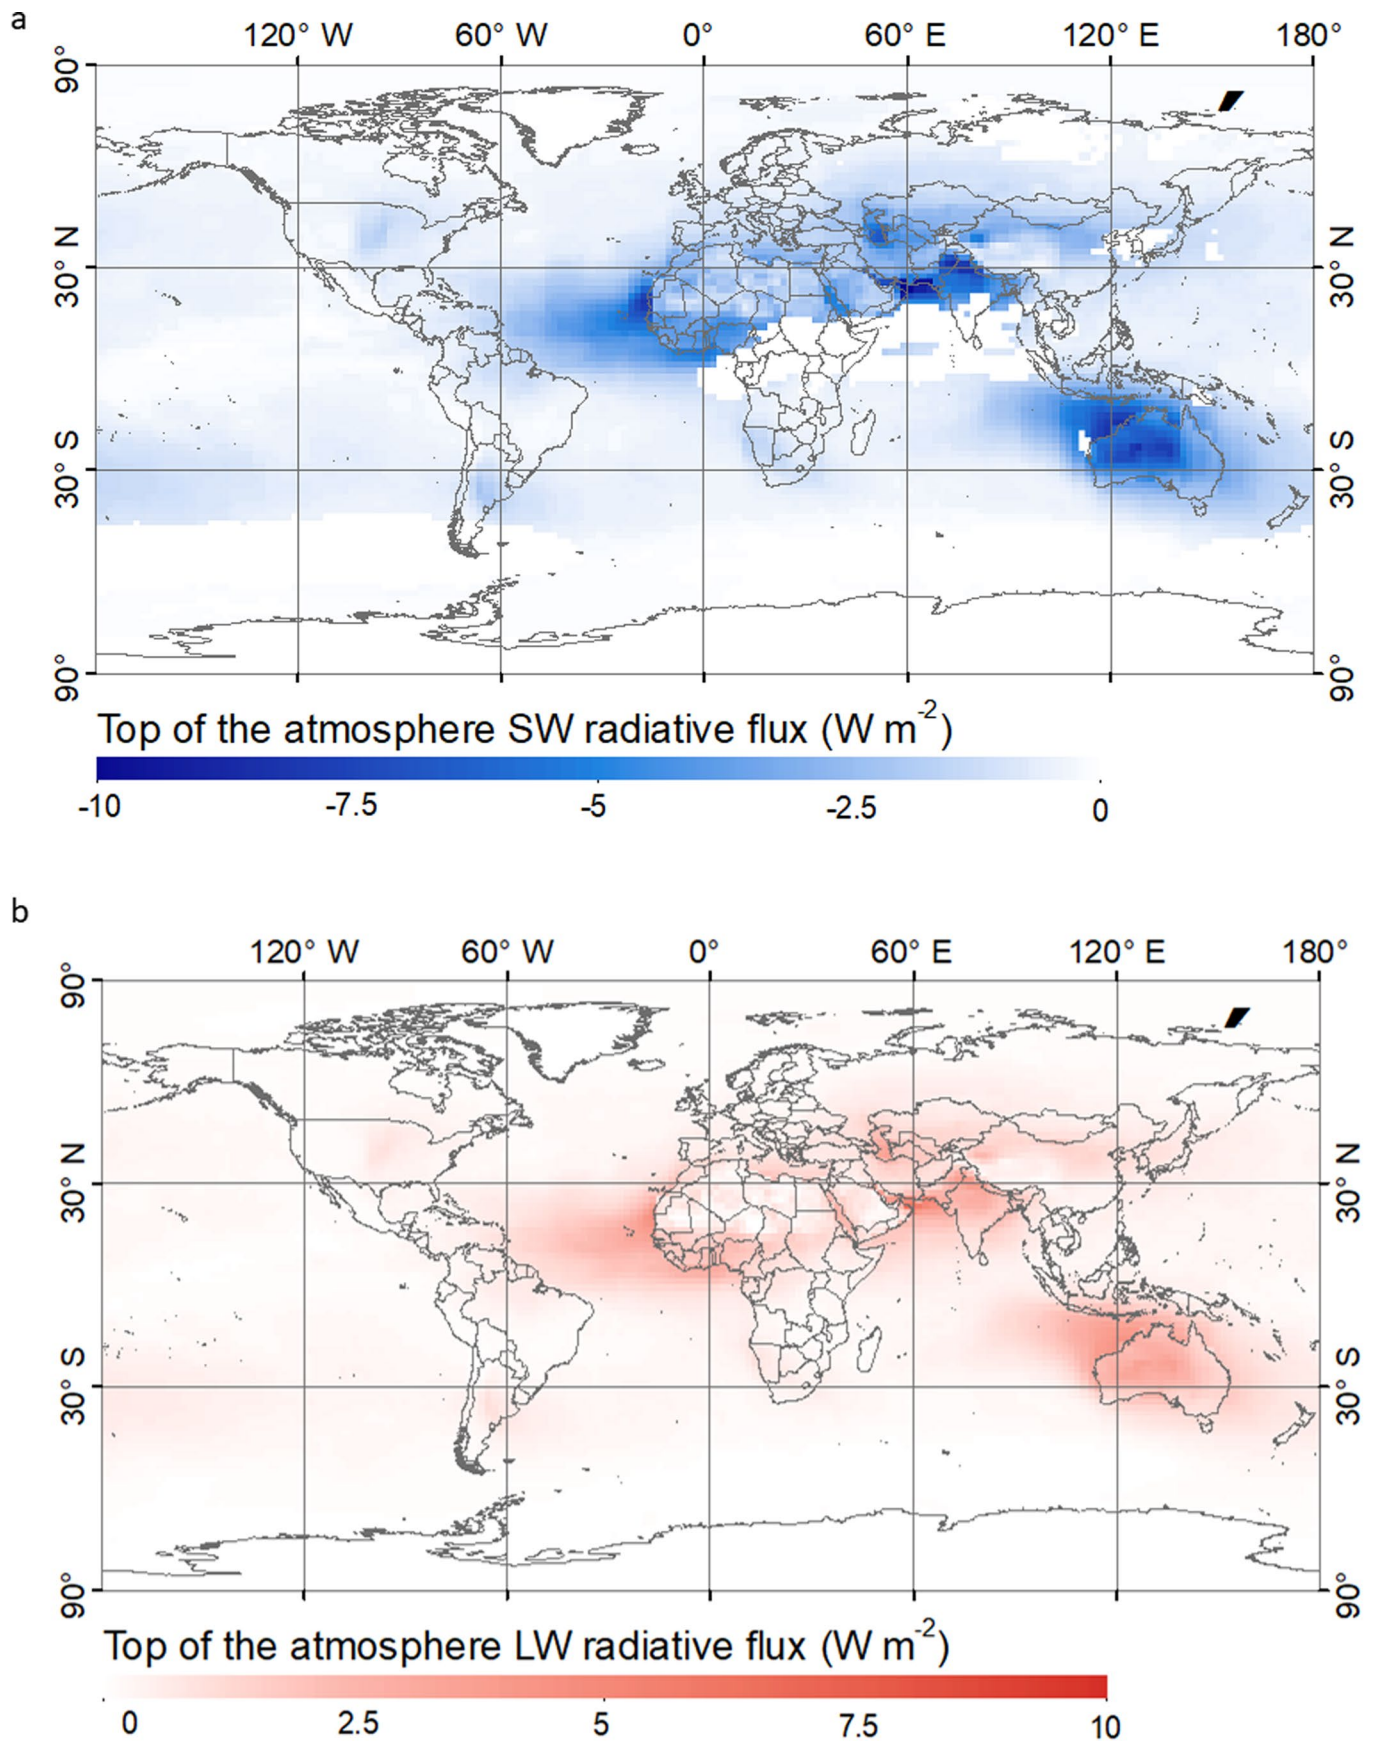 a
120° W 60° W 0° 60° E 120° E 180°
90°
30° N
30° N
30° S
30° S
90°
90°
Top of the atmosphere SW radiative flux (W m-2)
-10 -7.5 -5 -2.5 0
b
120° W 60° W 0° 60° E 120° E 180°
90°
30° N
30° N
30° S
30° S
90°
90°
Top of the atmosphere LW radiative flux (W m-2)
0 2.5 5 7.5 10